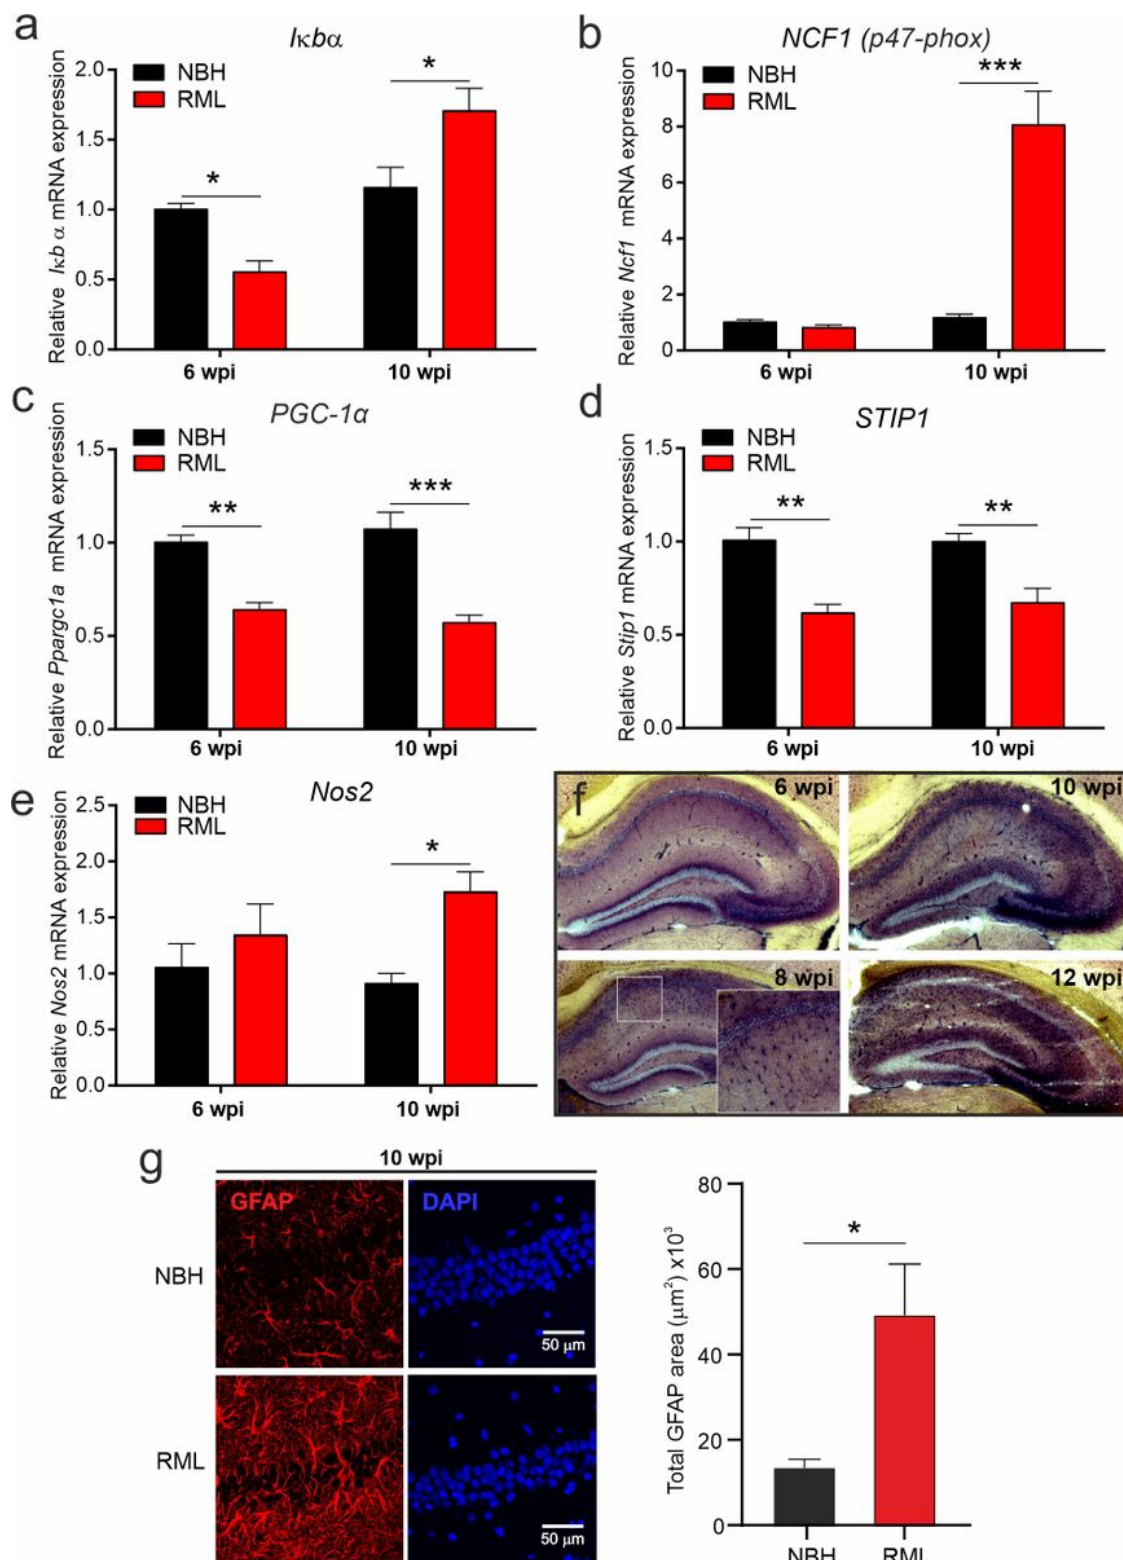 a
Iκbα
NBH
RML
Relative Iκb α mRNA expression
2.0
1.5
1.0
0.5
0.0
*
*
6 wpi
10 wpi
b
NCF1 (p47-phox)
NBH
RML
Relative Ncf1 mRNA expression
10
8
6
4
2
0
***
6 wpi
10 wpi
c
PGC-1α
NBH
RML
Relative Ppargc1a mRNA expression
1.5
1.0
0.5
0.0
**
***
6 wpi
10 wpi
d
STIP1
NBH
RML
Relative Stip1 mRNA expression
1.5
1.0
0.5
0.0
**
**
6 wpi
10 wpi
e
Nos2
NBH
RML
Relative Nos2 mRNA expression
2.5
2.0
1.5
1.0
0.5
0.0
*
6 wpi
10 wpi
f
6 wpi
10 wpi
8 wpi
12 wpi
g
10 wpi
GFAP
DAPI
NBH
50 μm
RML
50 μm
Total GFAP area (μm²) x10³
80
60
40
20
0
*
NBH
RML